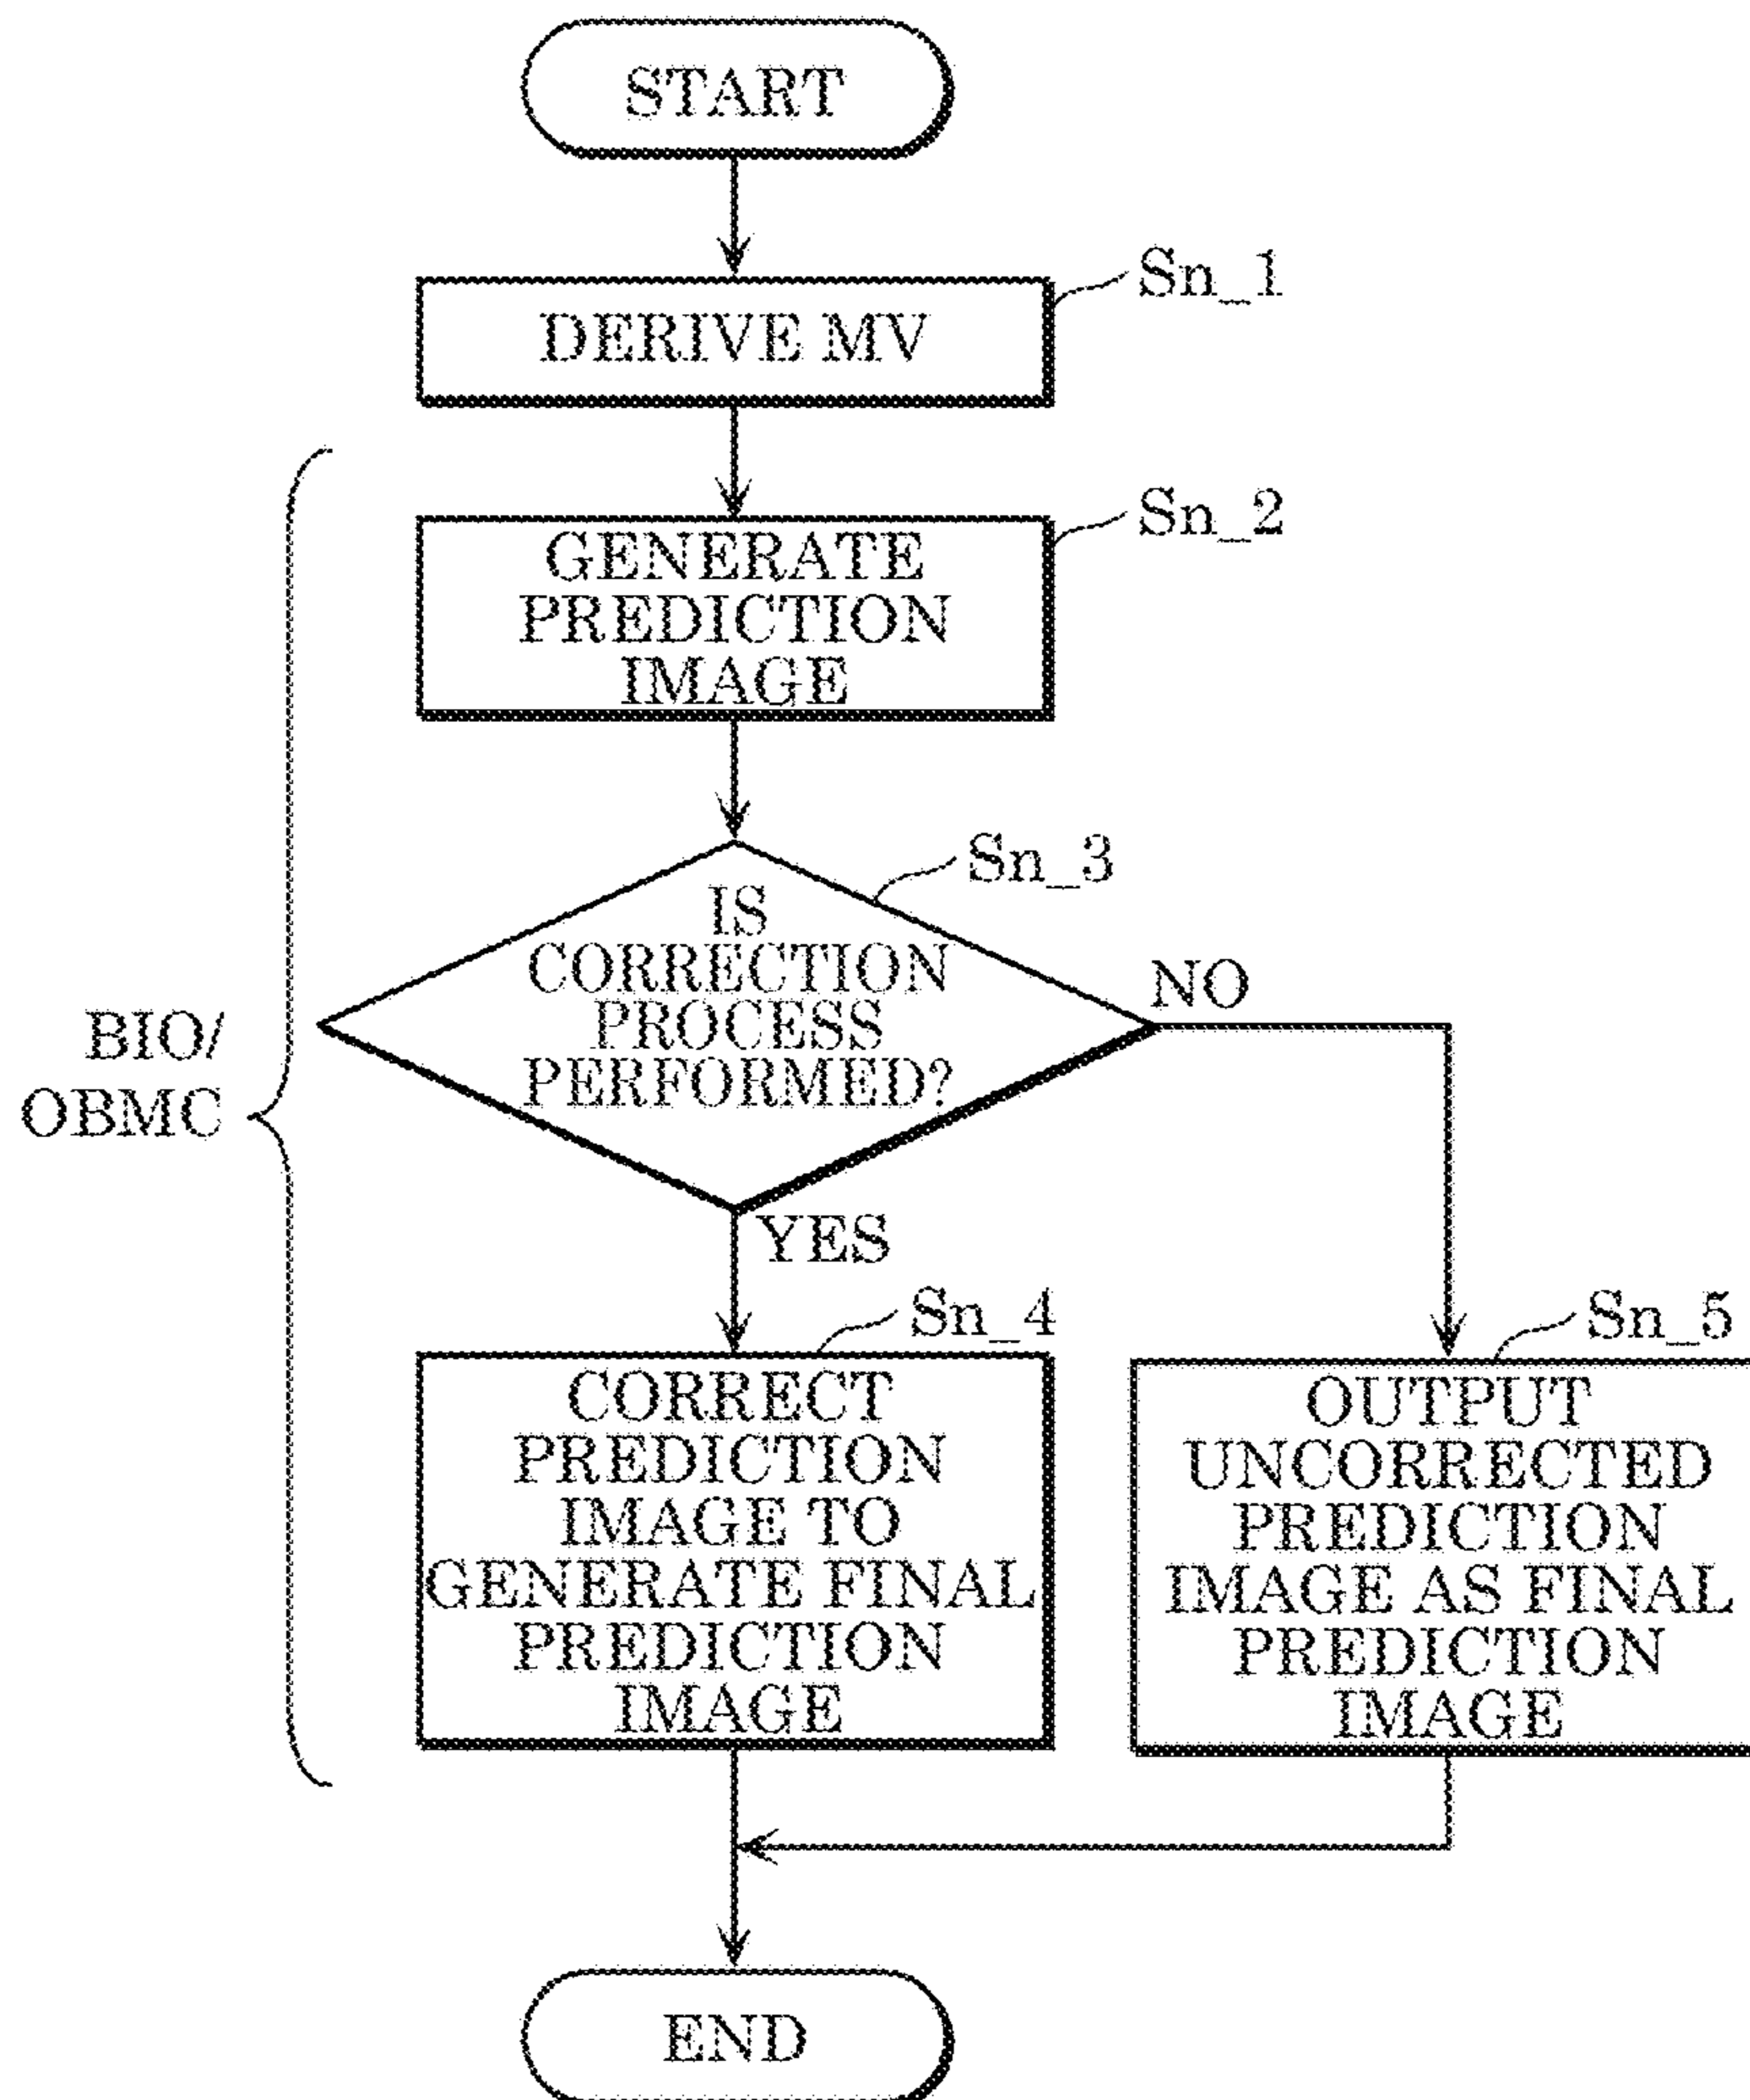 START
Sn_1
DERIVE MV
Sn_2
GENERATE
PREDICTION
IMAGE
Sn_3
IS
CORRECTION
PROCESS
PERFORMED?
NO
BIO/
OBMC
YES
Sn_4
CORRECT
PREDICTION
IMAGE TO
GENERATE FINAL
PREDICTION
IMAGE
Sn_5
OUTPUT
UNCORRECTED
PREDICTION
IMAGE AS FINAL
PREDICTION
IMAGE
END